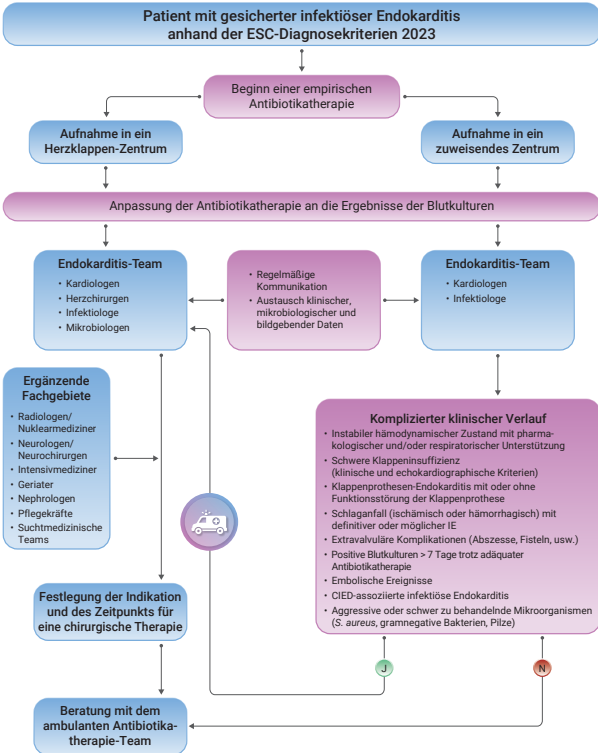 Patient mit gesicherter infektiöser Endokarditis
anhand der ESC-Diagnosekriterien 2023
Beginn einer empirischen
Antibiotikatherapie
Aufnahme in ein
Herzklappen-Zentrum
Aufnahme in ein
zuweisendes Zentrum
Anpassung der Antibiotikatherapie an die Ergebnisse der Blutkulturen
Endokarditis-Team
• Kardiologen
• Herzchirurgen
• Infektiologe
• Mikrobiologen
• Regelmäßige
Kommunikation
• Austausch klinischer,
mikrobiologischer und
bildgebender Daten
Endokarditis-Team
• Kardiologen
• Infektiologe
Ergänzende
Fachgebiete
• Radiologen/
Nuklearmediziner
• Neurologen/
Neurochirurgen
• Intensivmediziner
• Geriater
• Nephrologen
• Pflegekräfte
• Suchtmedizinische
Teams
Komplizierter klinischer Verlauf
• Instabiler hämodynamischer Zustand mit pharma-
kologischer und/oder respiratorischer Unterstützung
• Schwere Klappeninsuffizienz
(klinische und echokardiographische Kriterien)
• Klappenprothesen-Endokarditis mit oder ohne
Funktionsstörung der Klappenprothese
• Schlaganfall (ischämisch oder hämorrhagisch) mit
definitiver oder möglicher IE
• Extravalvuläre Komplikationen (Abszesse, Fisteln, usw.)
• Positive Blutkulturen > 7 Tage trotz adäquater
Antibiotikatherapie
• Embolische Ereignisse
• CIED-assoziierte infektiöse Endokarditis
• Aggressive oder schwer zu behandelnde Mikroorganismen
(S. aureus, gramnegative Bakterien, Pilze)
Festlegung der Indikation
und des Zeitpunkts für
eine chirurgische Therapie
J
N
Beratung mit dem
ambulanten Antibiotika-
therapie-Team